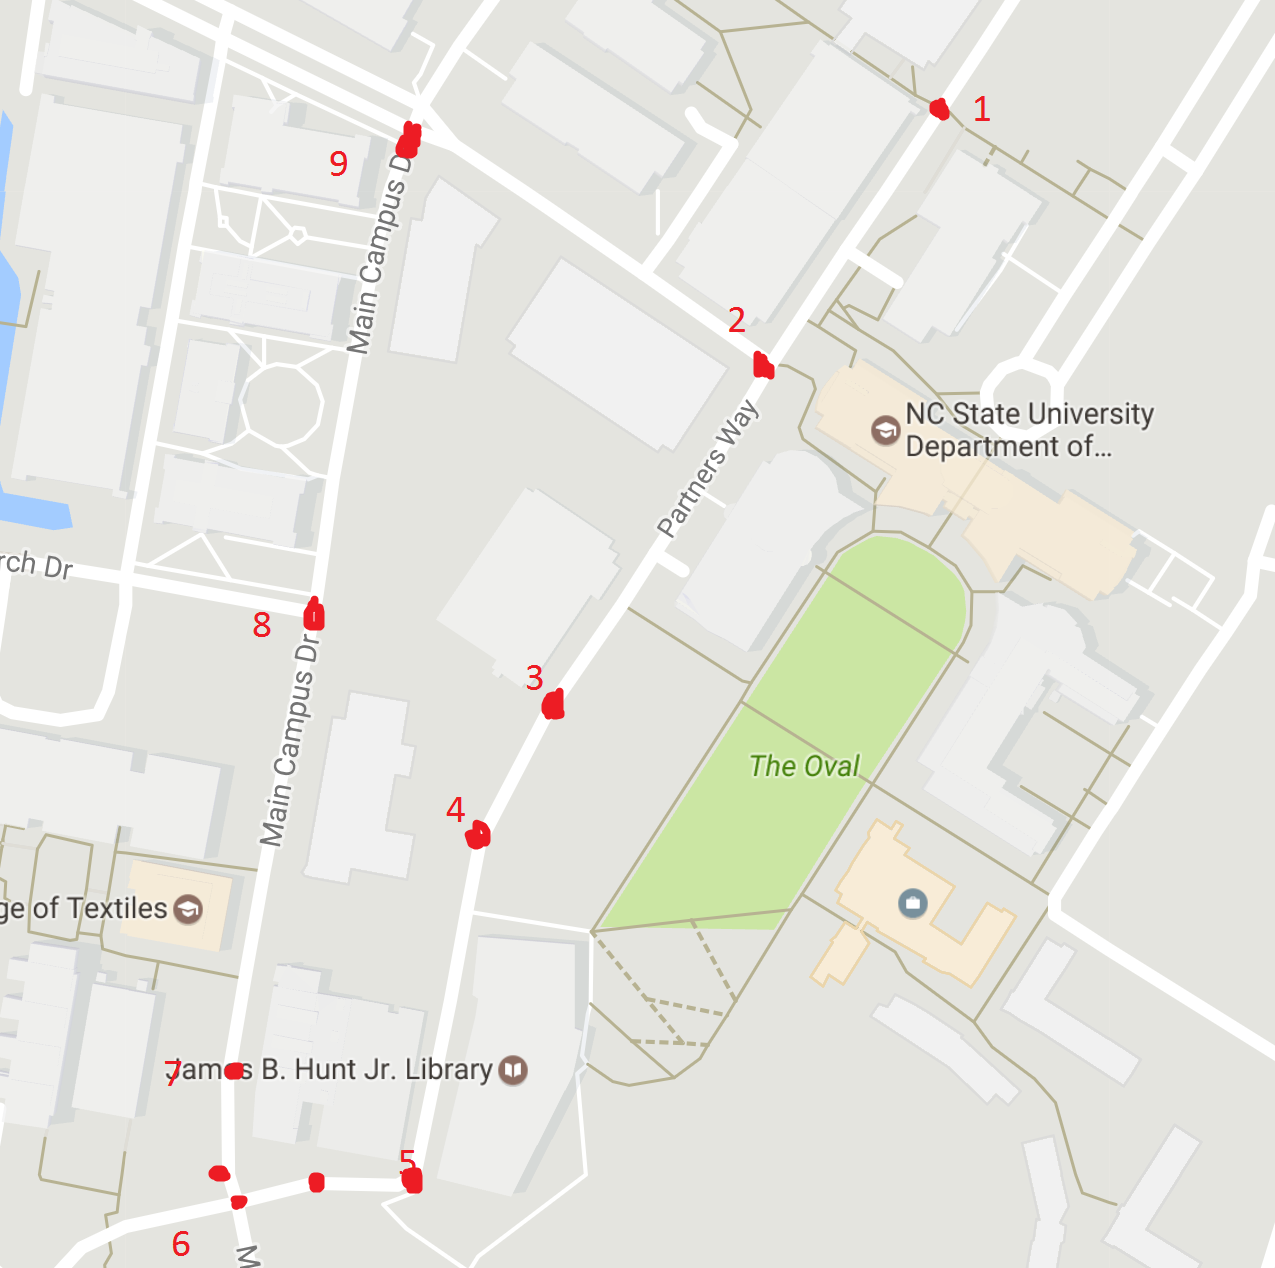 1
9
Main Campus D
2
NC State University
Department of...
Partners Way
rch Dr
8
Main Campus Dr
3
The Oval
4
ge of Textiles
7
James B. Hunt Jr. Library
5
6
M